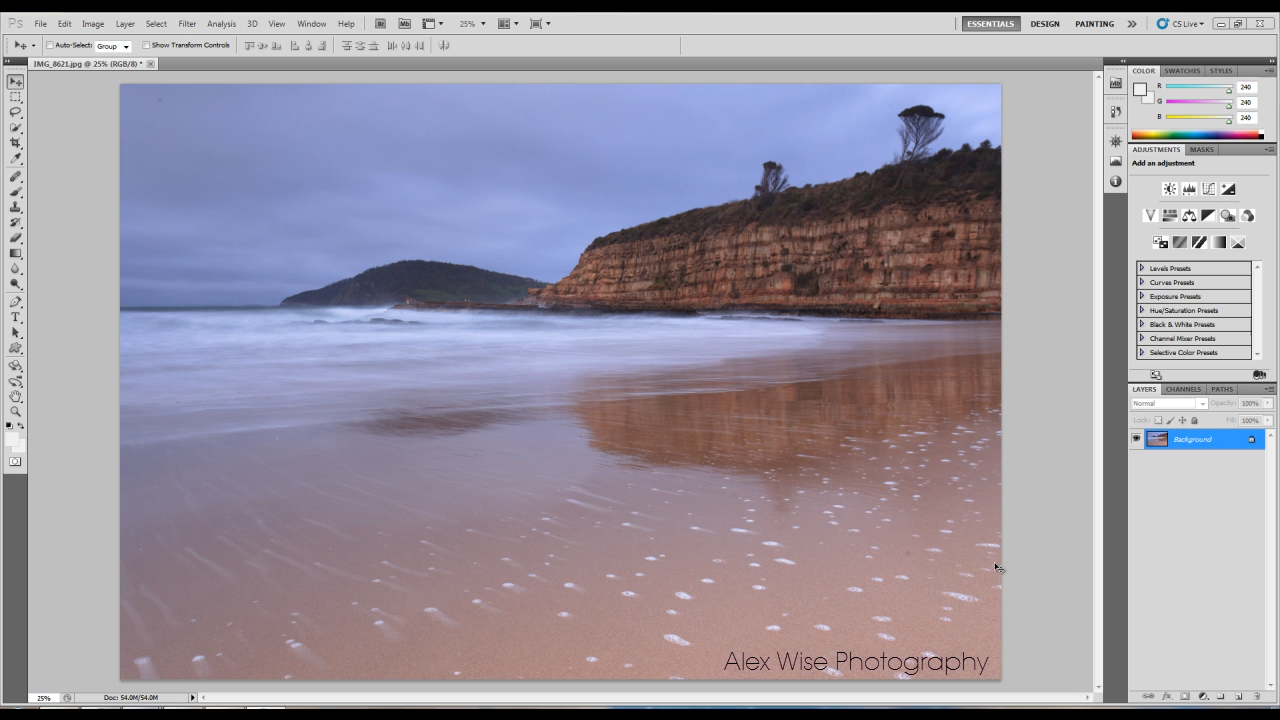 Ps File Edit Image Layer Select Filter Analysis 3D View Window Help Br Mb 25% ESSENTIALS DESIGN PAINTING CS Live
Auto-Select: Group Show Transform Controls
IMG_8621.jpg @ 25% (RGB/8) *
COLOR SWATCHES STYLES
R 240
G 240
B 240
ADJUSTMENTS MASKS
Add an adjustment
Levels Presets
Curves Presets
Exposure Presets
Hue/Saturation Presets
Black & White Presets
Channel Mixer Presets
Selective Color Presets
LAYERS CHANNELS PATHS
Normal Opacity: 100%
Lock: Fill: 100%
Background
Alex Wise Photography
25% Doc: 54.0M/54.0M